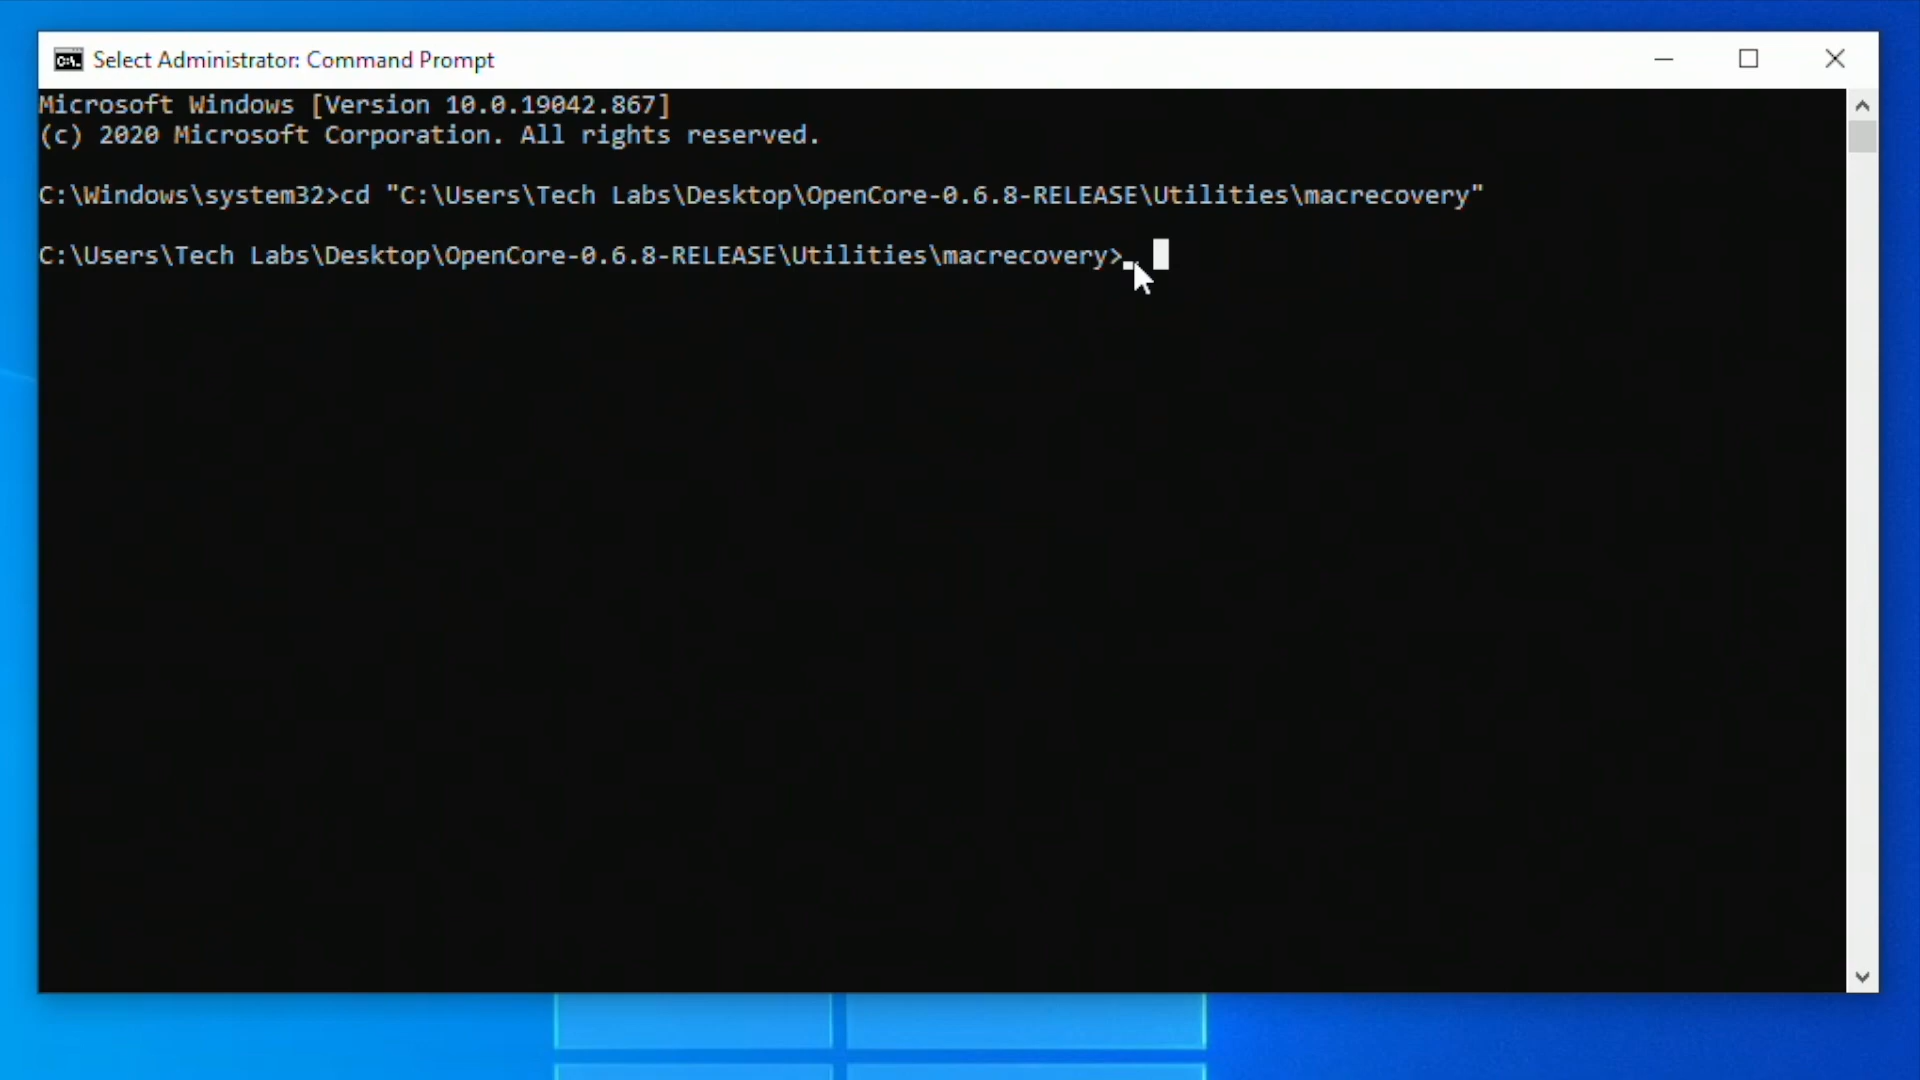 Select Administrator: Command Prompt
Microsoft Windows [Version 10.0.19042.867]
(c) 2020 Microsoft Corporation. All rights reserved.
C:\Windows\system32>cd "C:\Users\Tech Labs\Desktop\OpenCore-0.6.8-RELEASE\Utilities\macrecovery"
C:\Users\Tech Labs\Desktop\OpenCore-0.6.8-RELEASE\Utilities\macrecovery>